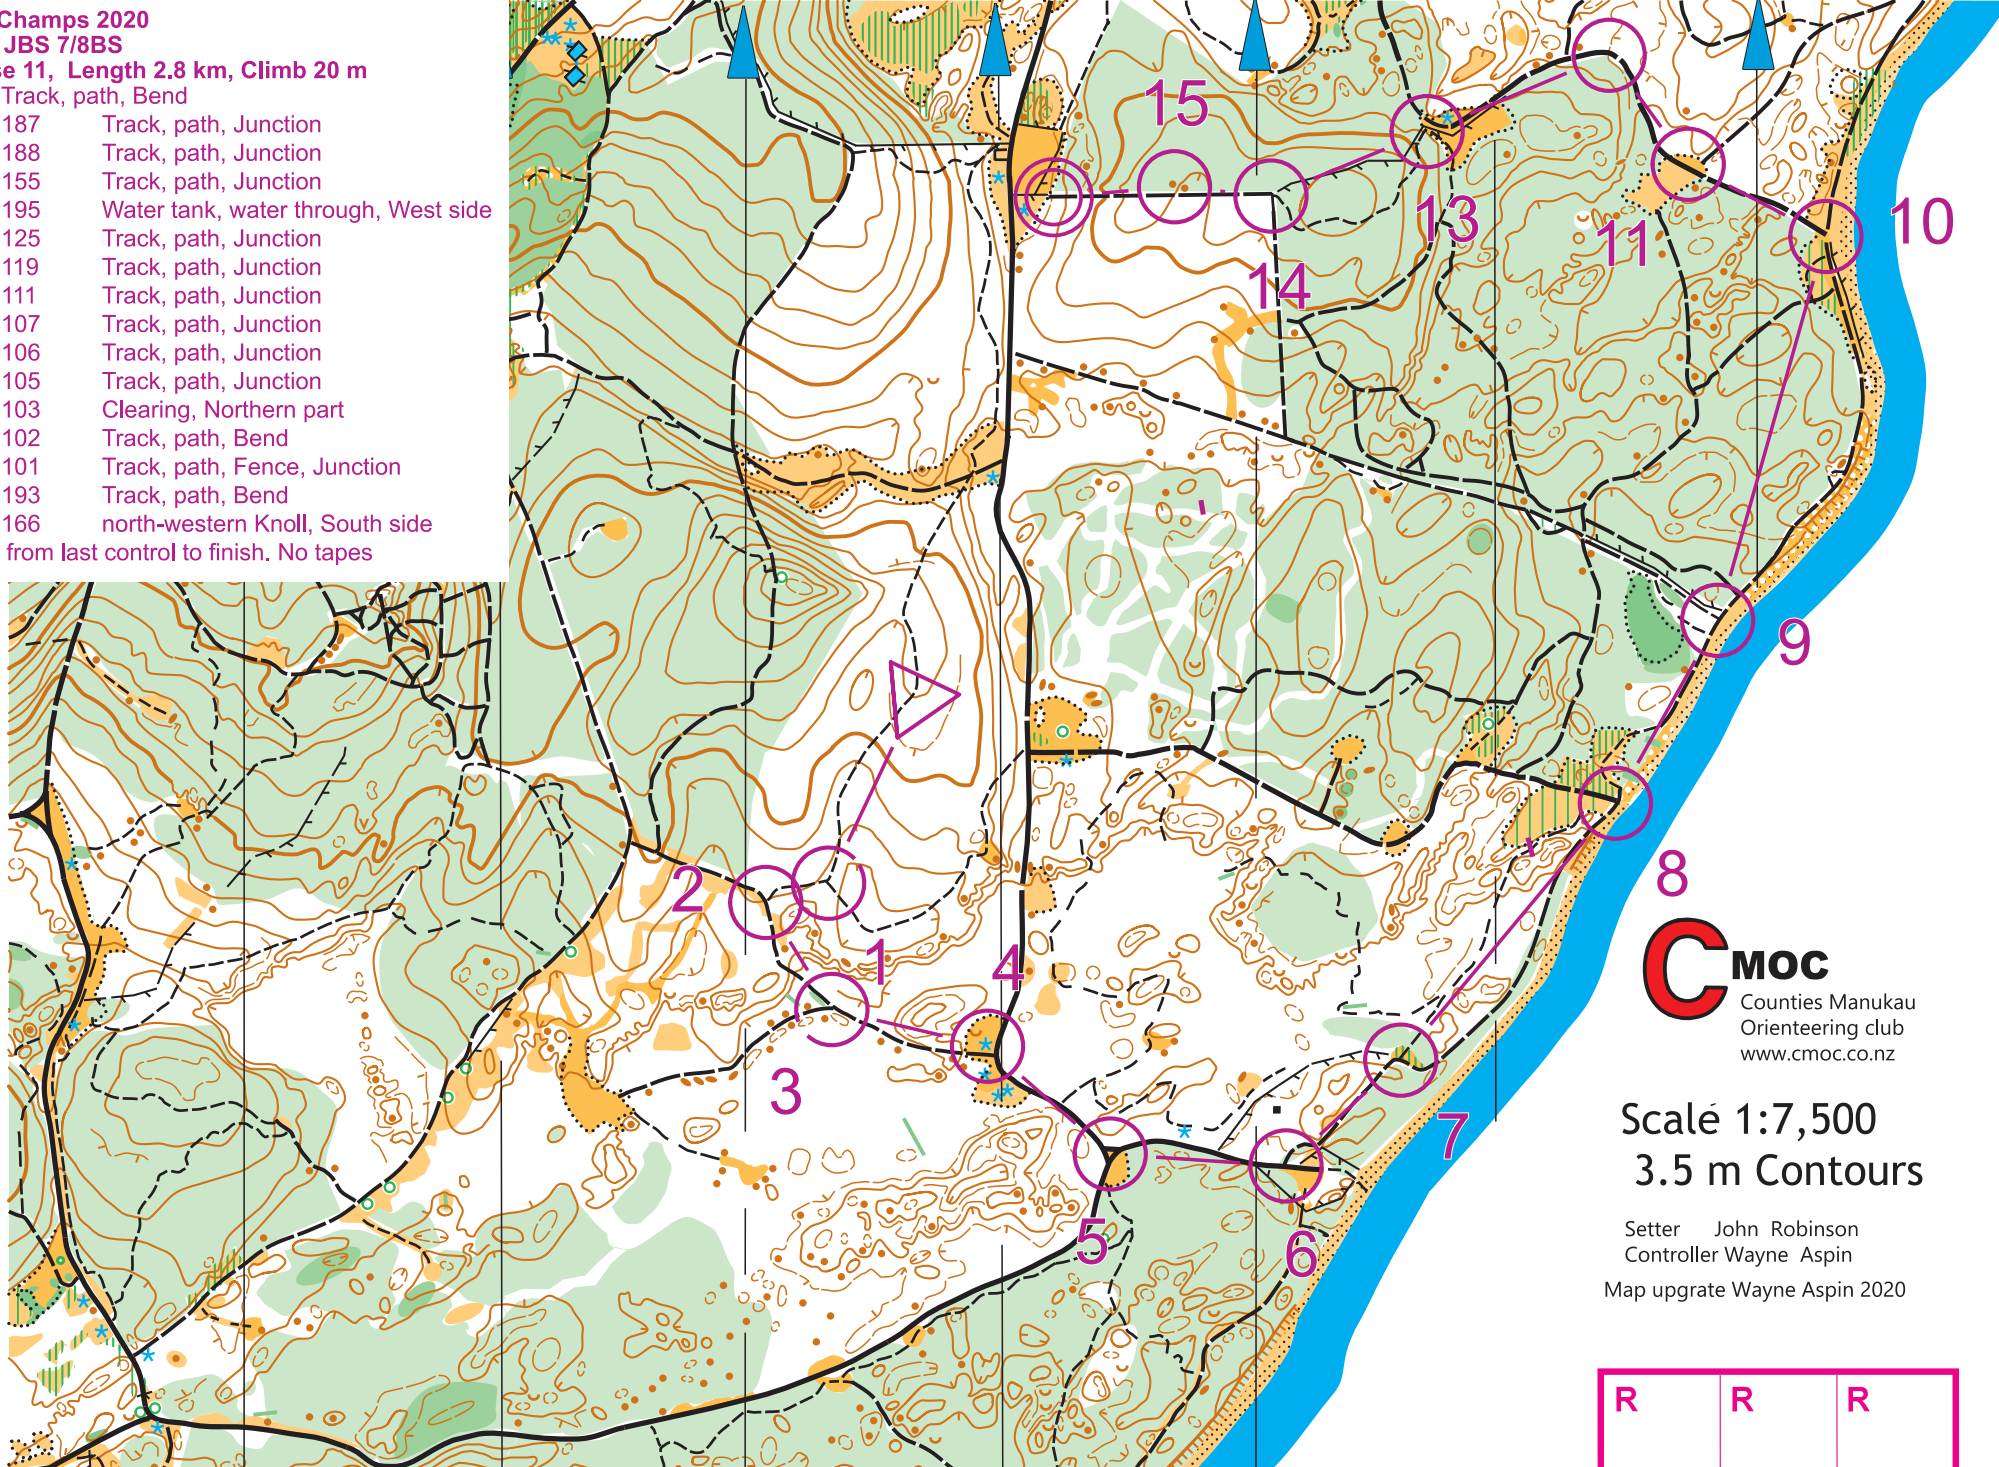 Champs 2020
JBS 7/8BS
se 11, Length 2.8 km, Climb 20 m
Track, path, Bend
187 Track, path, Junction
188 Track, path, Junction
155 Track, path, Junction
195 Water tank, water through, West side
125 Track, path, Junction
119 Track, path, Junction
111 Track, path, Junction
107 Track, path, Junction
106 Track, path, Junction
105 Track, path, Junction
103 Clearing, Northern part
102 Track, path, Bend
101 Track, path, Fence, Junction
193 Track, path, Bend
166 north-western Knoll, South side
from last control to finish. No tapes
15
13
11
10
14
9
2
8
1
4
3
7
5
6
CMOC
Counties Manukau
Orienteering club
www.cmoc.co.nz
Scale 1:7,500
3.5 m Contours
Setter John Robinson
Controller Wayne Aspin
Map upgrate Wayne Aspin 2020
R R R